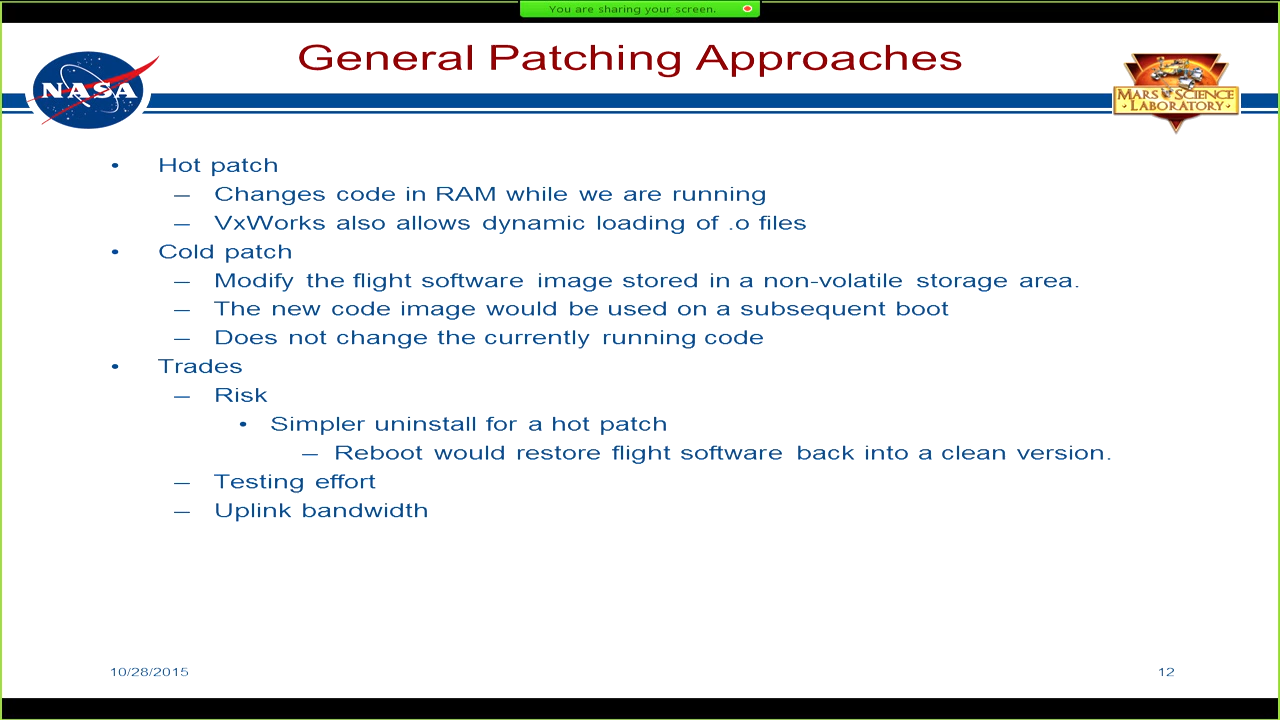 You are sharing your screen.
General Patching Approaches
NASA
MARS SCIENCE
LABORATORY
• Hot patch
— Changes code in RAM while we are running
— VxWorks also allows dynamic loading of .o files
• Cold patch
— Modify the flight software image stored in a non-volatile storage area.
— The new code image would be used on a subsequent boot
— Does not change the currently running code
• Trades
— Risk
• Simpler uninstall for a hot patch
— Reboot would restore flight software back into a clean version.
— Testing effort
— Uplink bandwidth
10/28/2015
12